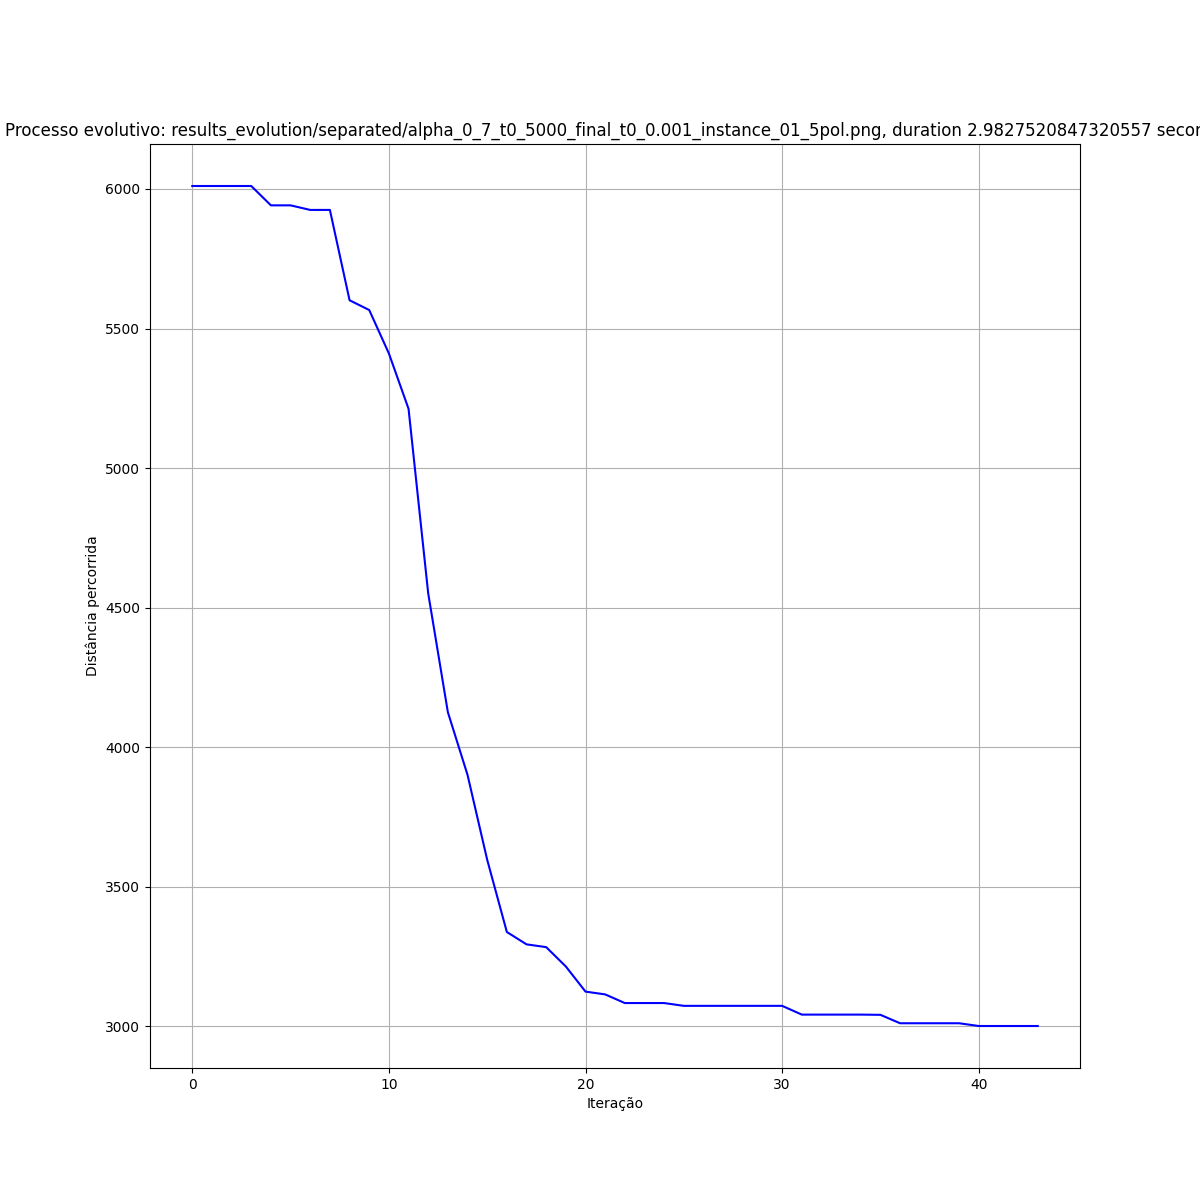 Processo evolutivo: results_evolution/separated/alpha_0_7_t0_5000_final_t0_0.001_instance_01_5pol.png, duration 2.9827520847320557
6000
5500
5000
4500
4000
3500
3000
Distância percorrida
0 10 20 30 40
Iteração